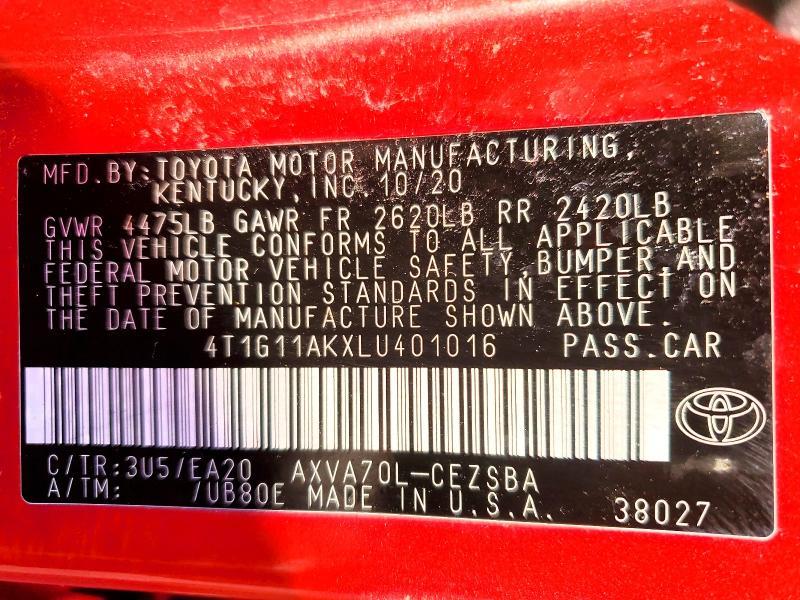 MFD. BY: TOYOTA MOTOR MANUFACTURING,
KENTUCKY, INC 10/20
GVWR 4475LB GAWR FR 2620LB RR 2420LB
THIS VEHICLE CONFORMS TO ALL APPLICABLE
FEDERAL MOTOR VEHICLE SAFETY, BUMPER, AND
THEFT PREVENTION STANDARDS IN EFFECT ON
THE DATE OF MANUFACTURE SHOWN ABOVE.
4T1G11AKXLU401016 PASS. CAR
C/TR: 3U5/EA20 AXVA70L-CEZSBA
A/TM: /UB80E MADE IN U.S.A. 38027